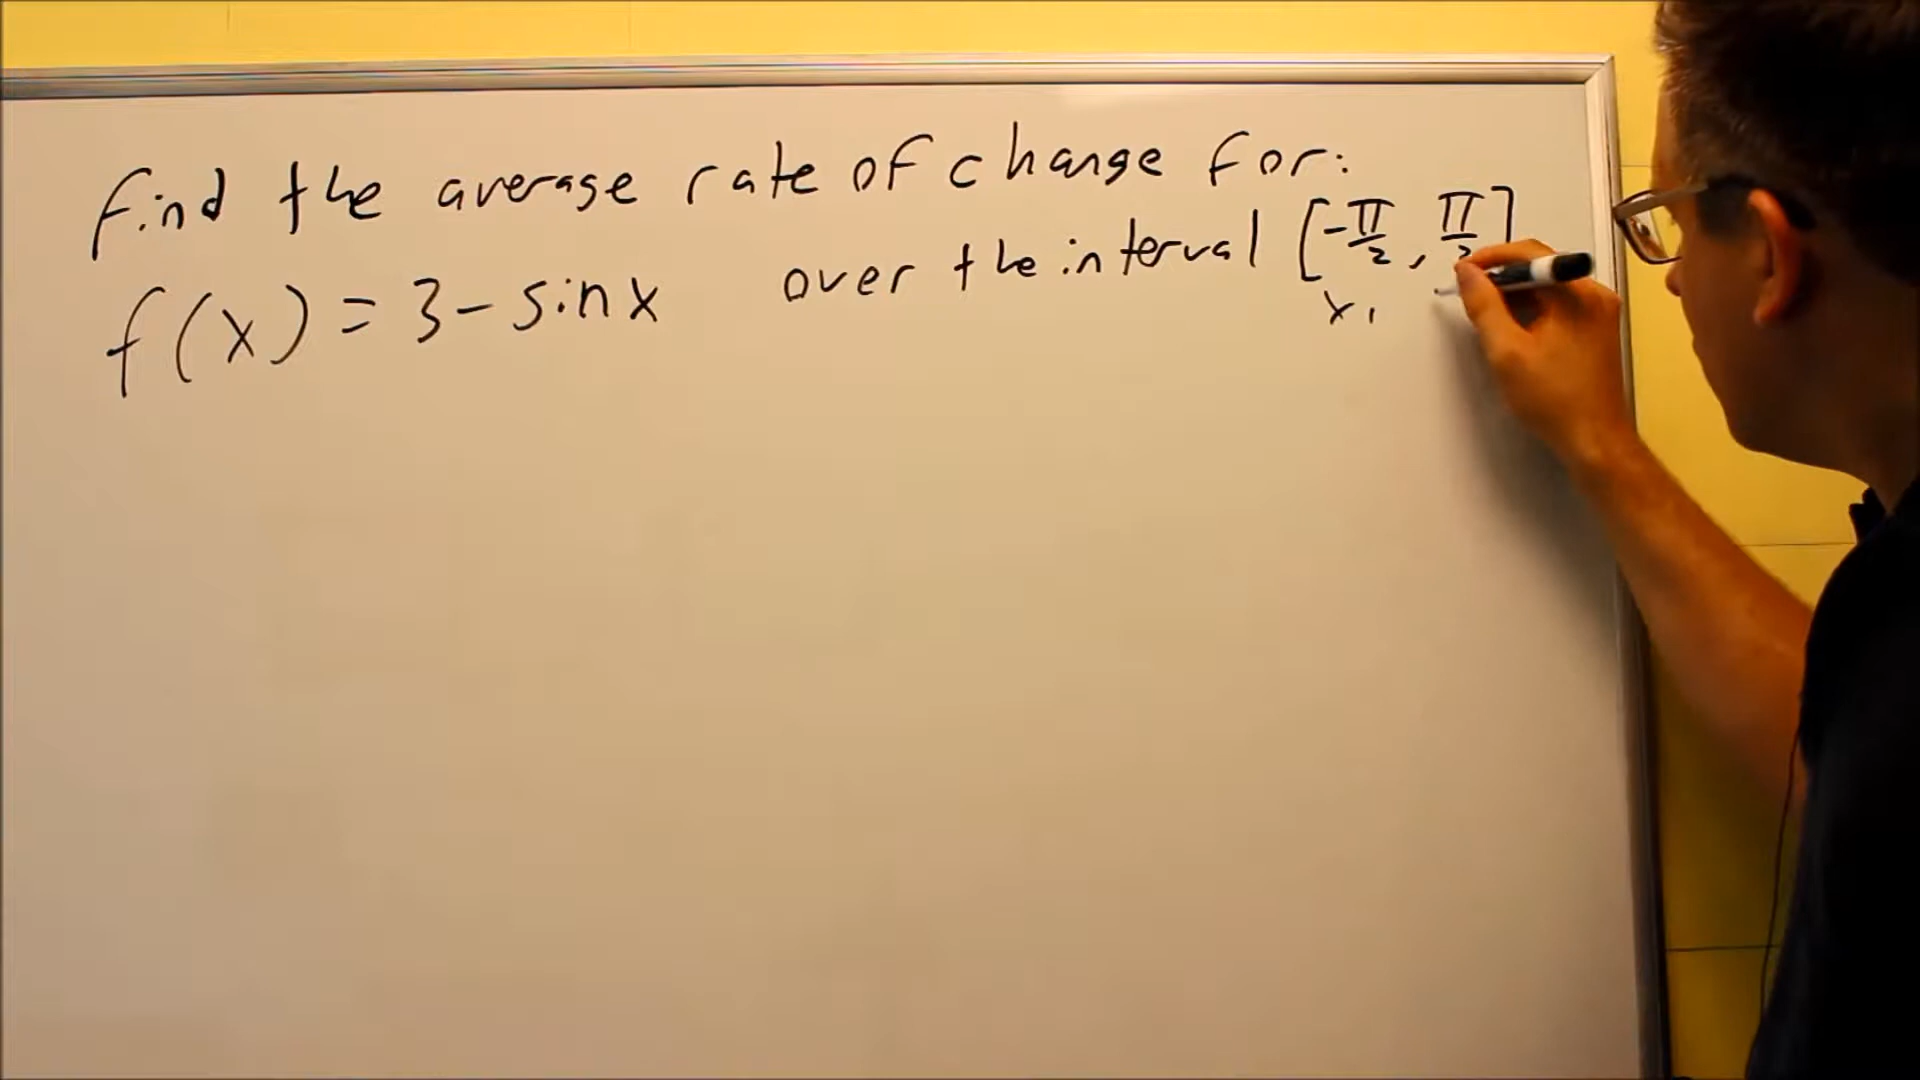 Find the average rate of change for:
f(x) = 3 - sin x over the interval [-π/2, π/2]
x₁